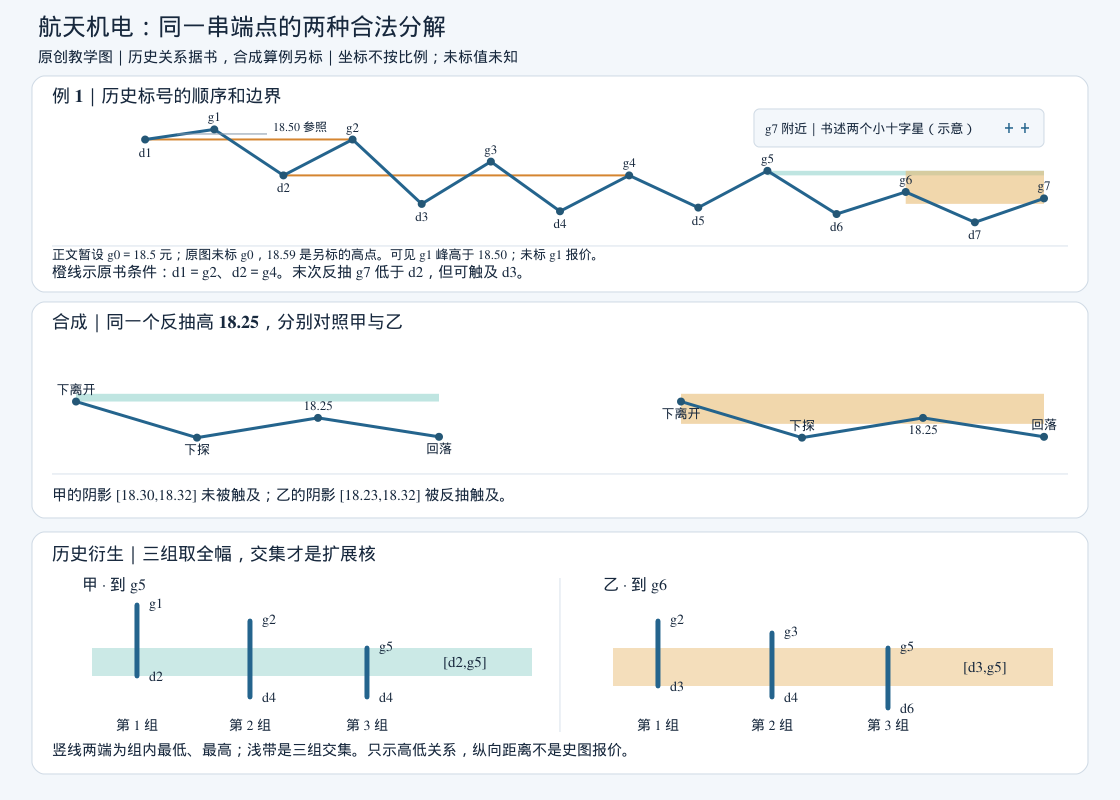 航天机电：同一串端点的两种合法分解
原创教学图｜历史关系据书，合成算例另标｜坐标不按比例；未标值未知
例 1｜历史标号的顺序和边界
g1
18.50 参照
g2
g7 附近｜书述两个小十字星（示意） ++
d1
g3
g5
g4
g6
g7
d2
d3
d4
d5
d6
d7
正文暂设 g0 = 18.5 元；原图未标 g0，18.59 是另标的高点。可见 g1 峰高于 18.50；未标 g1 报价。
橙线示原书条件：d1 = g2、d2 = g4。末次反抽 g7 低于 d2，但可触及 d3。
合成｜同一个反抽高 18.25，分别对照甲与乙
下离开
18.25
下探
回落
下离开
下探
18.25
回落
甲的阴影 [18.30,18.32] 未被触及；乙的阴影 [18.23,18.32] 被反抽触及。
历史衍生｜三组取全幅，交集才是扩展核
甲 · 到 g5
g1
g2
g5
[d2,g5]
d2
d4
d4
第 1 组
第 2 组
第 3 组
乙 · 到 g6
g2
g3
g5
[d3,g5]
d3
d4
d6
第 1 组
第 2 组
第 3 组
竖线两端为组内最低、最高；浅带是三组交集。只示高低关系，纵向距离不是史图报价。